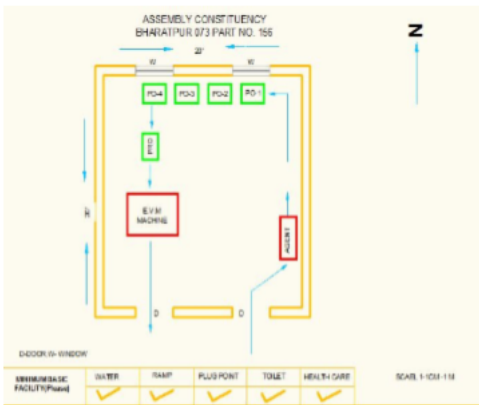 ASSEMBLY CONSTITUENCY
BHARATPUR 073 PART NO. 156
20'
N
W
W
PO-4
PO-3
PO-2
PO-1
PRO
E.V.M
MACHINE
AGENT
D
D
D-DOOR, W- WINDOW
MINIMUM BASIC
FACILITY(Please)
WATER
RAMP
PLUG POINT
TOILET
HEALTH CARE